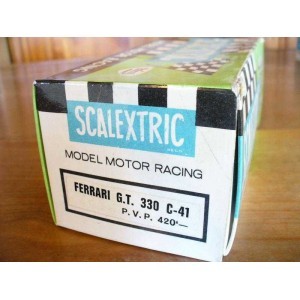 SCALEXTRIC
MODEL MOTOR RACING
FERRARI G.T. 330 C-41
P.V.P. 420'—